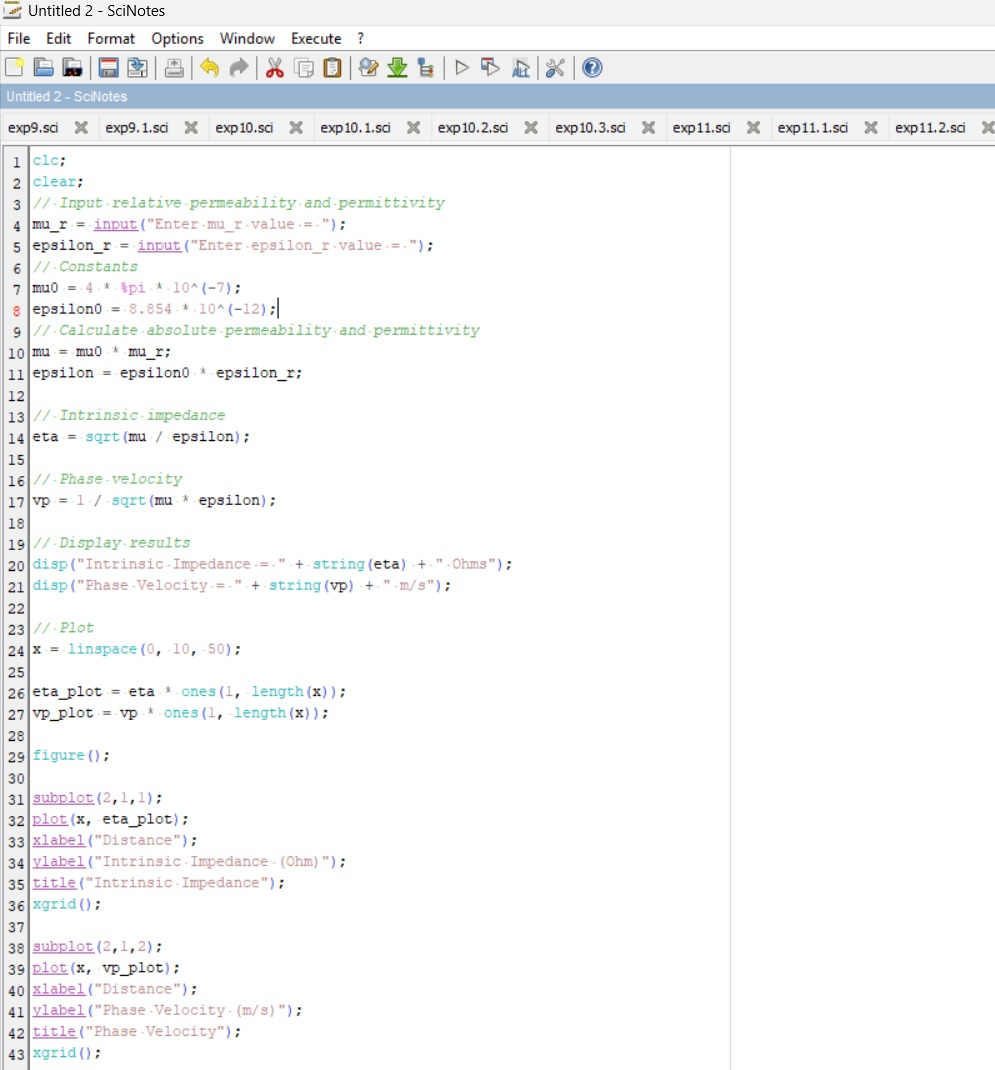 Untitled 2 - SciNotes
File Edit Format Options Window Execute ?
Untitled 2 - SciNotes
exp9.sci exp9.1.sci exp10.sci exp10.1.sci exp10.2.sci exp10.3.sci exp11.sci exp11.1.sci exp11.2.sci
1 clc;
2 clear;
3 // Input relative permeability and permittivity
4 mu_r = input("Enter mu_r value = ");
5 epsilon_r = input("Enter epsilon_r value = ");
6 // Constants
7 mu0 = 4 * %pi * 10^(-7);
8 epsilon0 = 8.854 * 10^(-12);
9 // Calculate absolute permeability and permittivity
10 mu = mu0 * mu_r;
11 epsilon = epsilon0 * epsilon_r;
12
13 // Intrinsic impedance
14 eta = sqrt(mu / epsilon);
15
16 // Phase velocity
17 vp = 1 / sqrt(mu * epsilon);
18
19 // Display results
20 disp("Intrinsic Impedance = " + string(eta) + " Ohms");
21 disp("Phase Velocity = " + string(vp) + " m/s");
22
23 // Plot
24 x = linspace(0, 10, 50);
25
26 eta_plot = eta * ones(1, length(x));
27 vp_plot = vp * ones(1, length(x));
28
29 figure();
30
31 subplot(2,1,1);
32 plot(x, eta_plot);
33 xlabel("Distance");
34 ylabel("Intrinsic Impedance (Ohm)");
35 title("Intrinsic Impedance");
36 xgrid();
37
38 subplot(2,1,2);
39 plot(x, vp_plot);
40 xlabel("Distance");
41 ylabel("Phase Velocity (m/s)");
42 title("Phase Velocity");
43 xgrid();